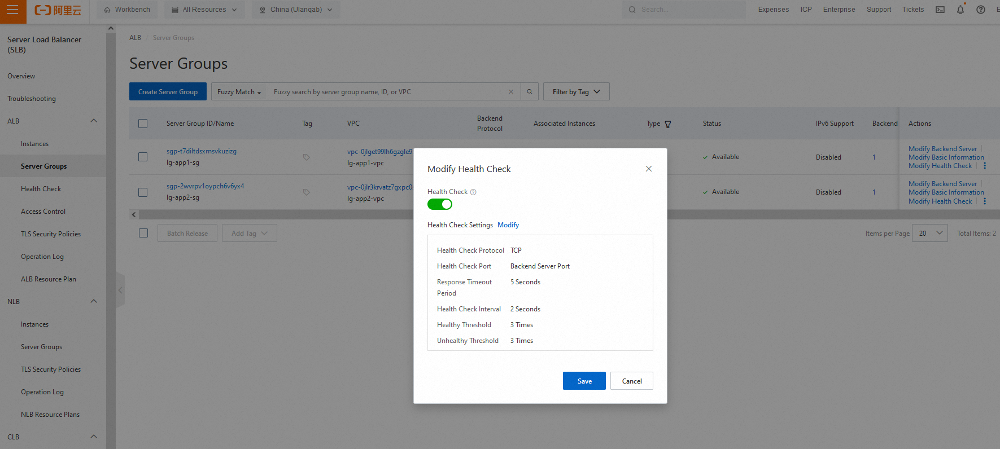 阿里云
Workbench
All Resources
China (Ulanqab)
Search...
Expenses
ICP
Enterprise
Support
Tickets
Server Load Balancer
(SLB)
Overview
Troubleshooting
ALB
Instances
Server Groups
Health Check
Access Control
TLS Security Policies
Operation Log
ALB Resource Plan
NLB
Instances
Server Groups
TLS Security Policies
Operation Log
NLB Resource Plans
CLB
ALB / Server Groups
Server Groups
Create Server Group
Fuzzy Match
Fuzzy search by server group name, ID, or VPC
Filter by Tag
Server Group ID/Name
Tag
VPC
Backend
Protocol
Associated Instances
Type
Status
IPv6 Support
Backend
Actions
sgp-t7diltdsxmsvkuzizg
lg-app1-sg
lg-app1-vpc
Available
Disabled
1
Modify Backend Server
Modify Basic Information
Modify Health Check
sgp-2wvrpv1oypch6v6yx4
lg-app2-sg
lg-app2-vpc
Available
Disabled
1
Modify Backend Server
Modify Basic Information
Modify Health Check
Batch Release
Add Tag
Items per Page
20
Total Items: 2
Modify Health Check
Health Check
Health Check Settings Modify
Health Check Protocol TCP
Health Check Port Backend Server Port
Response Timeout
Period
5 Seconds
Health Check Interval 2 Seconds
Healthy Threshold 3 Times
Unhealthy Threshold 3 Times
Save
Cancel